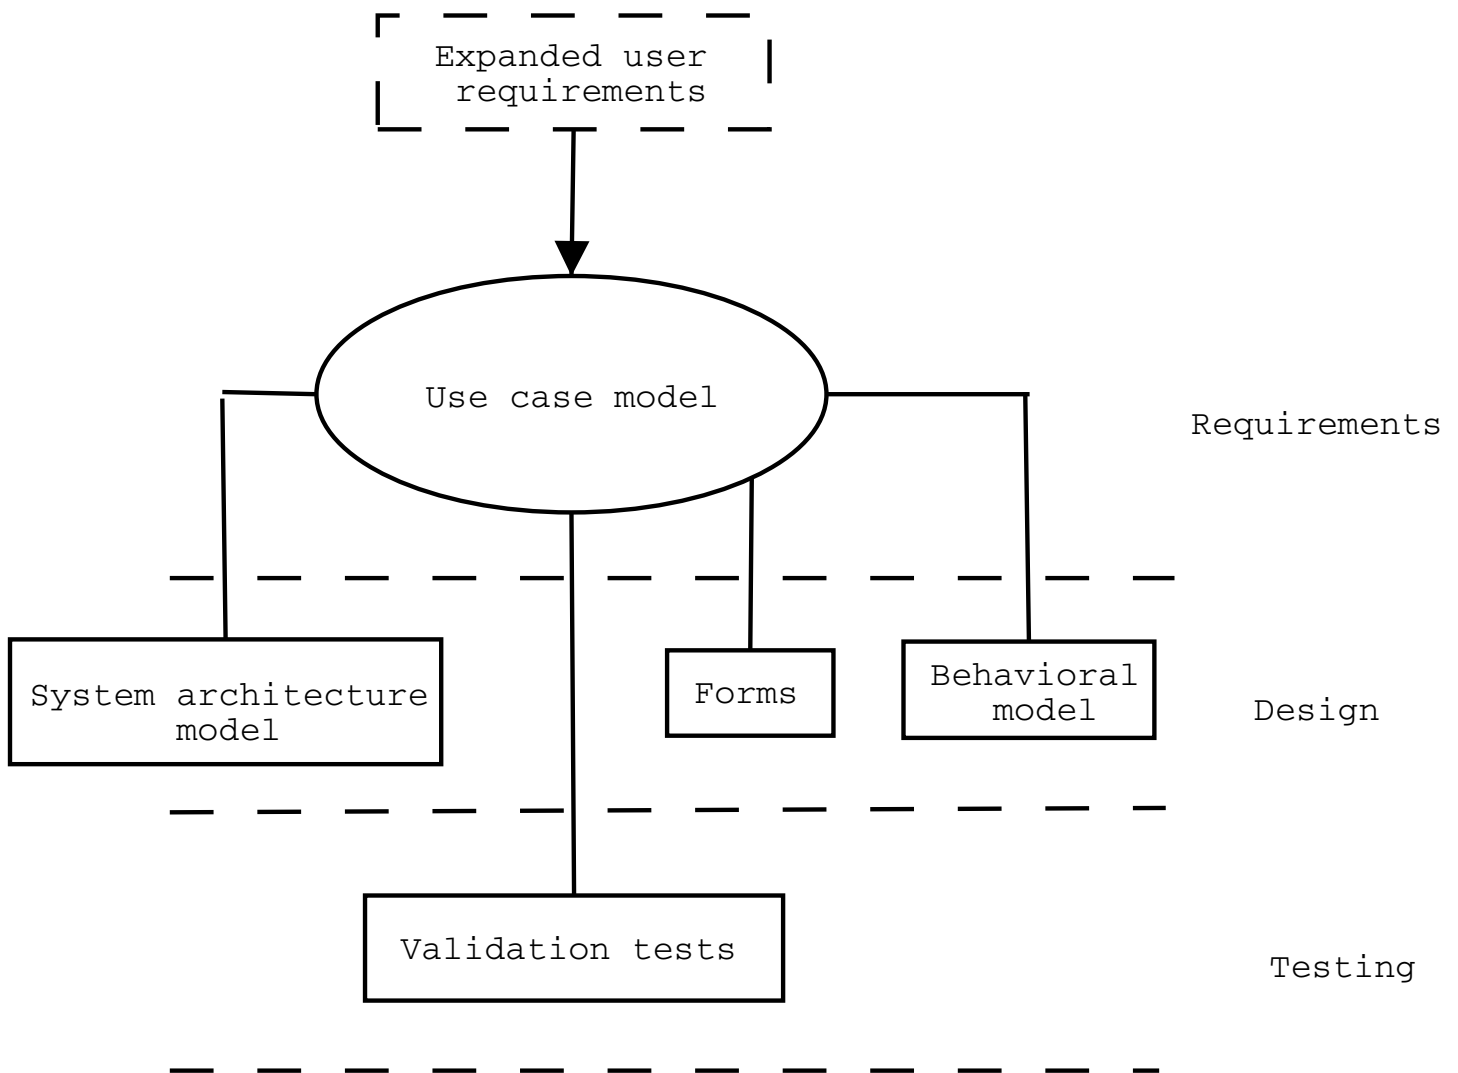 Expanded user
requirements
Use case model
Requirements
System architecture
model
Forms
Behavioral
model
Design
Validation tests
Testing